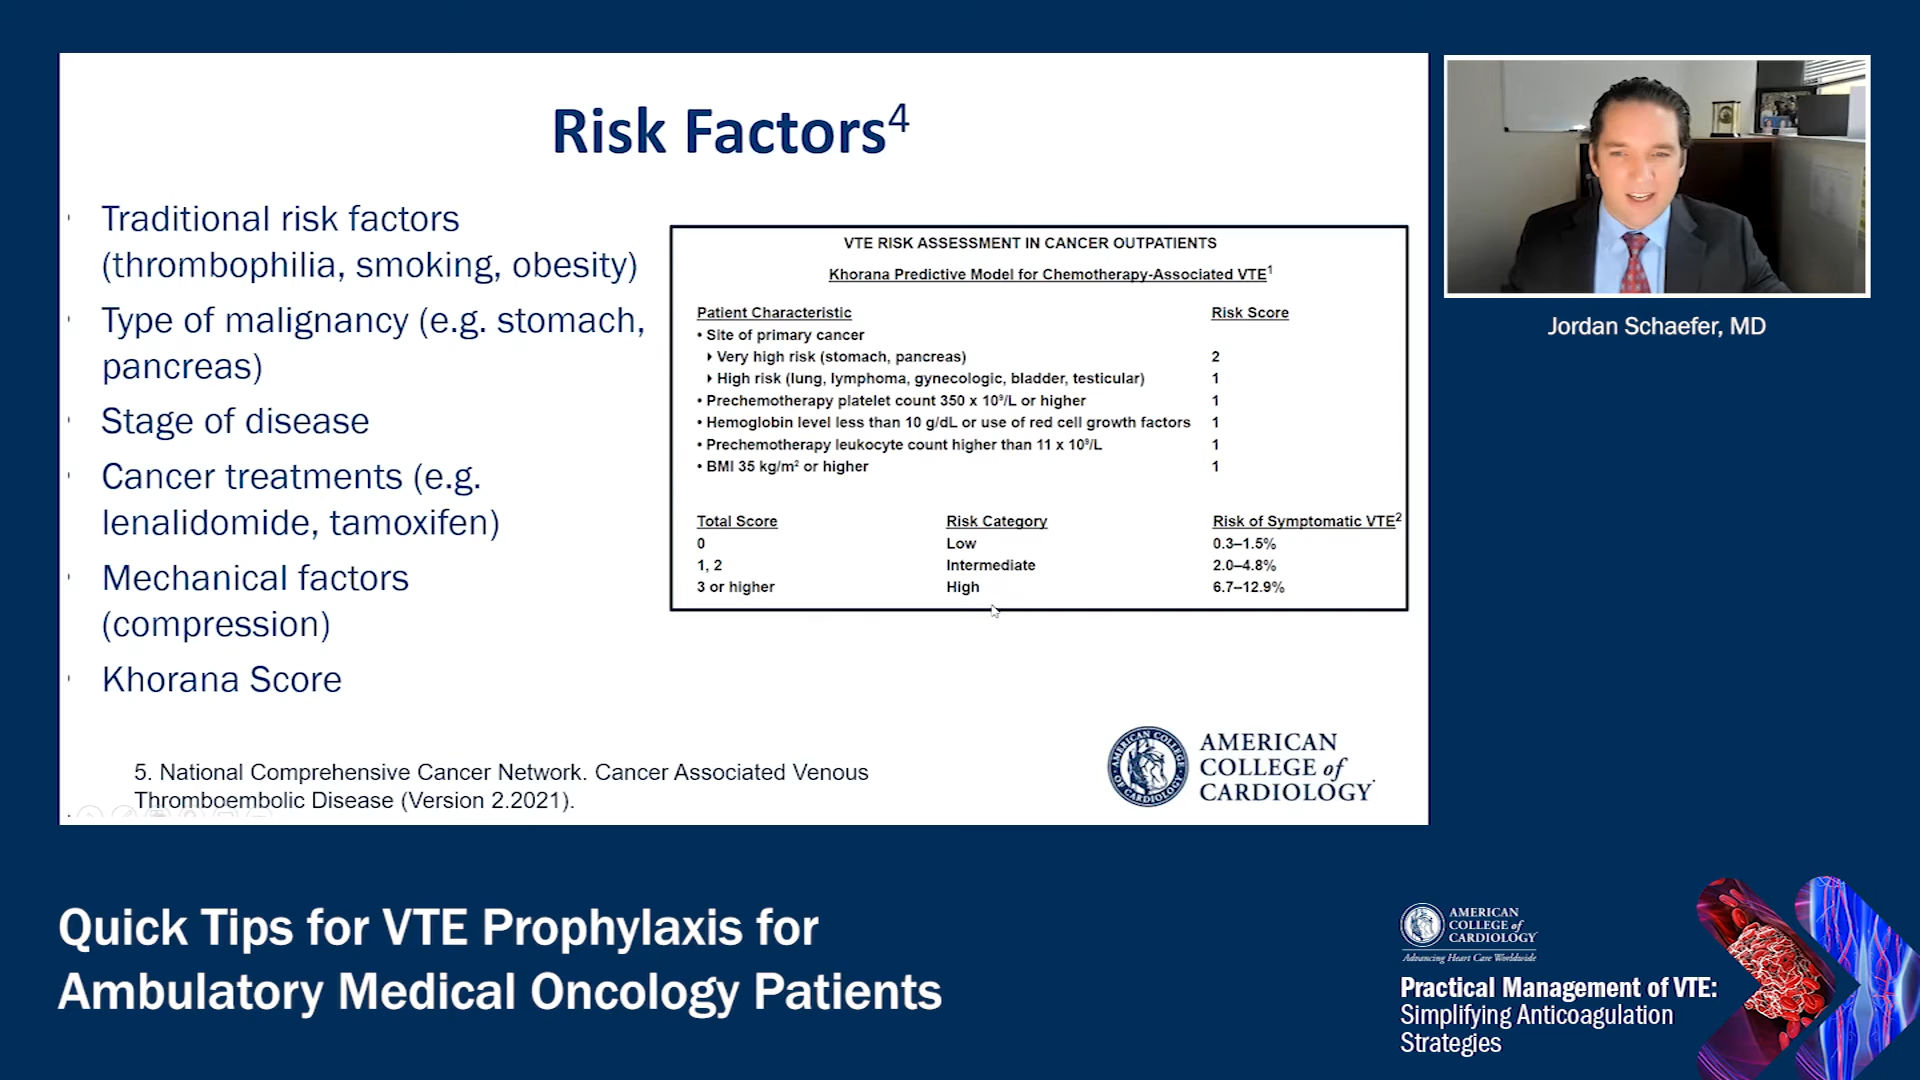 Risk Factors4
• Traditional risk factors
(thrombophilia, smoking, obesity)
• Type of malignancy (e.g. stomach,
pancreas)
• Stage of disease
• Cancer treatments (e.g.
lenalidomide, tamoxifen)
• Mechanical factors
(compression)
• Khorana Score
VTE RISK ASSESSMENT IN CANCER OUTPATIENTS
Khorana Predictive Model for Chemotherapy-Associated VTE1
Patient Characteristic Risk Score
• Site of primary cancer
Very high risk (stomach, pancreas) 2
High risk (lung, lymphoma, gynecologic, bladder, testicular) 1
• Prechemotherapy platelet count 350 x 10⁹/L or higher 1
• Hemoglobin level less than 10 g/dL or use of red cell growth factors 1
• Prechemotherapy leukocyte count higher than 11 x 10⁹/L 1
• BMI 35 kg/m² or higher 1
Total Score Risk Category Risk of Symptomatic VTE2
0 Low 0.3–1.5%
1, 2 Intermediate 2.0–4.8%
3 or higher High 6.7–12.9%
5. National Comprehensive Cancer Network. Cancer Associated Venous
Thromboembolic Disease (Version 2.2021).
AMERICAN COLLEGE OF CARDIOLOGY
AMERICAN
COLLEGE of
CARDIOLOGY
Jordan Schaefer, MD
Quick Tips for VTE Prophylaxis for
Ambulatory Medical Oncology Patients
AMERICAN
COLLEGE of
CARDIOLOGY
Advancing Heart Care Worldwide
Practical Management of VTE:
Simplifying Anticoagulation
Strategies